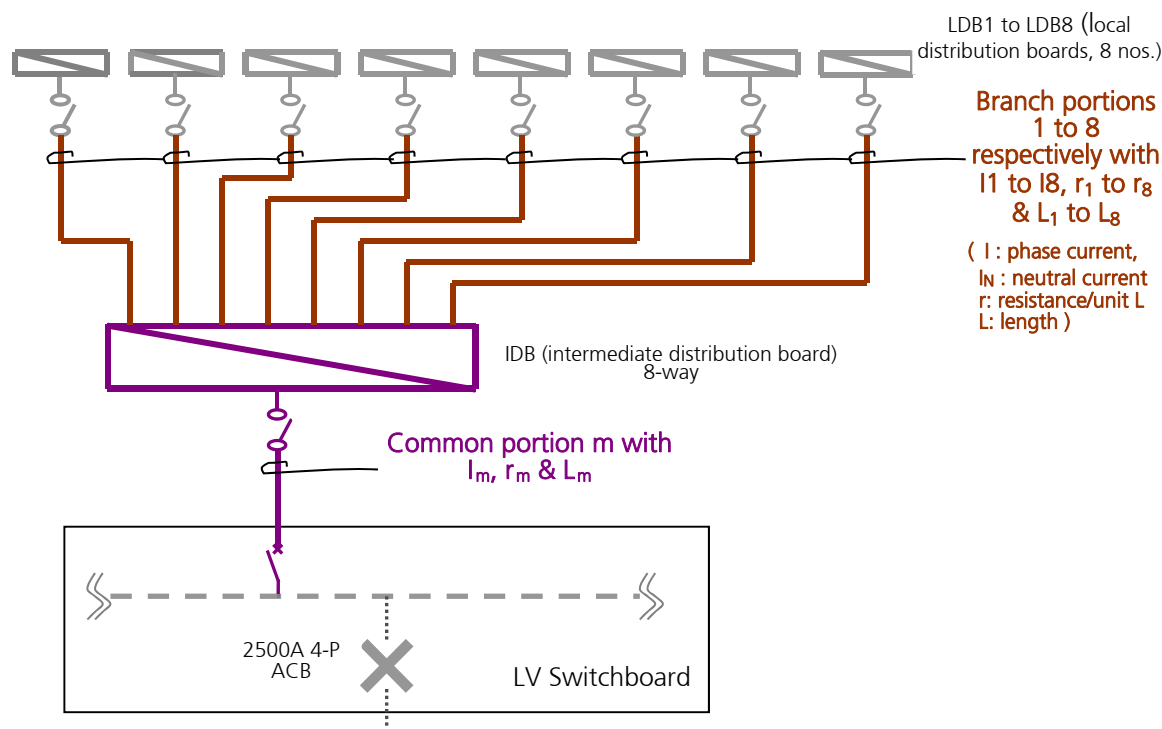 LDB1 to LDB8 (local
distribution boards, 8 nos.)
Branch portions
1 to 8
respectively with
I1 to I8, r1 to r8
& L1 to L8
( I : phase current,
IN : neutral current
r: resistance/unit L
L: length )
IDB (intermediate distribution board)
8-way
Common portion m with
Im, rm & Lm
2500A 4-P
ACB
LV Switchboard